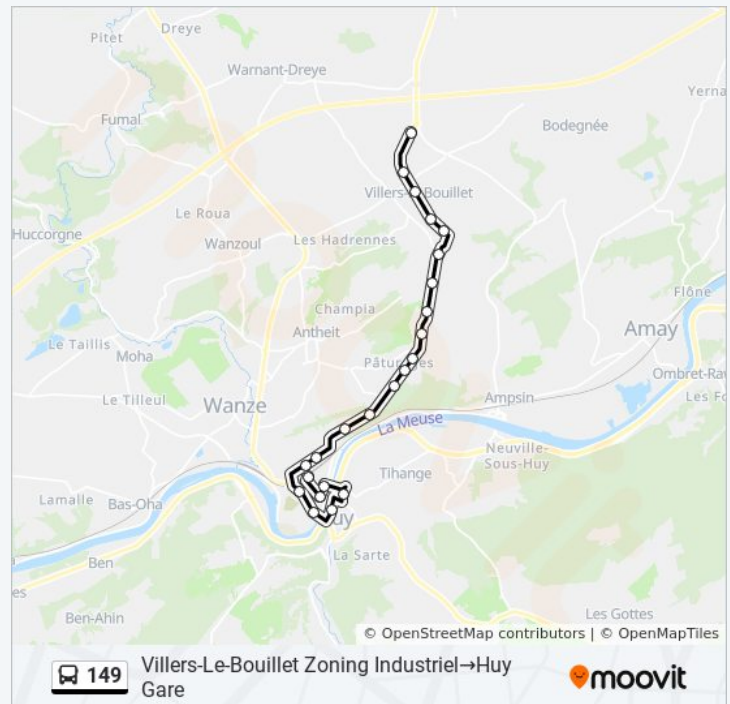 Pitet
Dreye
Warnant-Dreye
Yerna
Fumal
Bodegnée
Villers Bouillet
Le Roua
Huccorgne
Wanzoul
Les Hadrennes
Flône
Champia
Antheit
Amay
Le Taillis
Moha
Pâturages
Ombret-Raw
Le Tilleul
Wanze
Ampsin
Les Fo
La Meuse
Neuville-
Sous-Huy
Tihange
Lamalle
Bas-Oha
uy
La Sarte
Ben
es
Ben-Ahin
Les Gottes
© OpenStreetMap contributors | © OpenMapTiles
149
Villers-Le-Bouillet Zoning Industriel→Huy
Gare
moovit